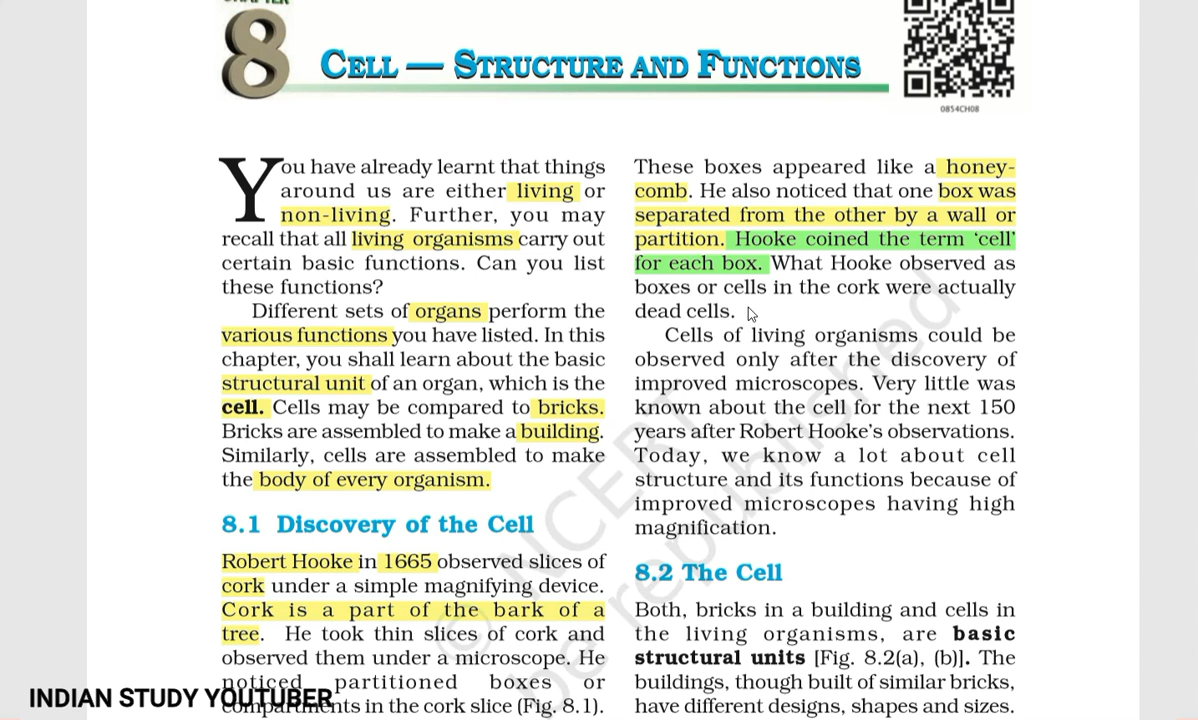 CHAPTER
8
CELL — STRUCTURE AND FUNCTIONS
0854CH08
You have already learnt that things
around us are either living or
non-living. Further, you may
recall that all living organisms carry out
certain basic functions. Can you list
these functions?
Different sets of organs perform the
various functions you have listed. In this
chapter, you shall learn about the basic
structural unit of an organ, which is the
cell. Cells may be compared to bricks.
Bricks are assembled to make a building.
Similarly, cells are assembled to make
the body of every organism.
8.1 Discovery of the Cell
Robert Hooke in 1665 observed slices of
cork under a simple magnifying device.
Cork is a part of the bark of a
tree. He took thin slices of cork and
observed them under a microscope. He
noticed partitioned boxes or
compartments in the cork slice (Fig. 8.1).
These boxes appeared like a honey-
comb. He also noticed that one box was
separated from the other by a wall or
partition. Hooke coined the term ‘cell’
for each box. What Hooke observed as
boxes or cells in the cork were actually
dead cells.
Cells of living organisms could be
observed only after the discovery of
improved microscopes. Very little was
known about the cell for the next 150
years after Robert Hooke’s observations.
Today, we know a lot about cell
structure and its functions because of
improved microscopes having high
magnification.
8.2 The Cell
Both, bricks in a building and cells in
the living organisms, are basic
structural units [Fig. 8.2(a), (b)]. The
buildings, though built of similar bricks,
have different designs, shapes and sizes.
© NCERT
be republished
INDIAN STUDY YOUTUBER